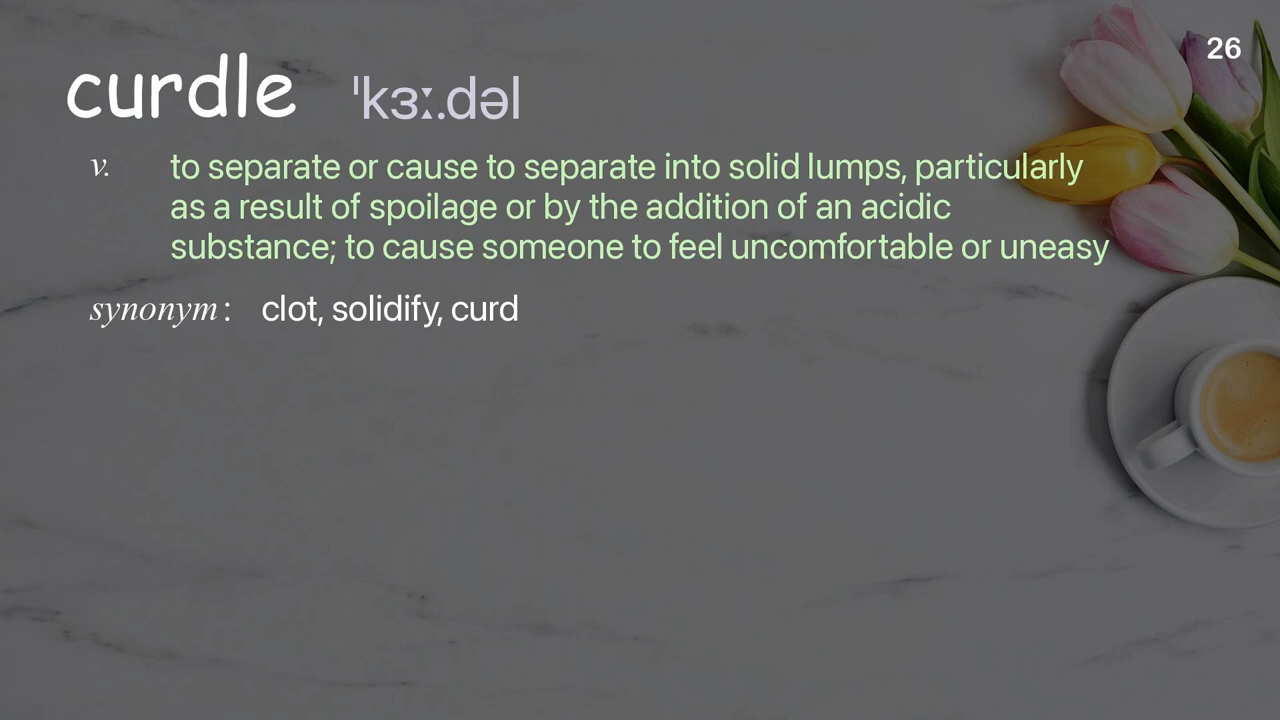 26
curdle ˈkɜː.dəl
v. to separate or cause to separate into solid lumps, particularly
as a result of spoilage or by the addition of an acidic
substance; to cause someone to feel uncomfortable or uneasy
synonym: clot, solidify, curd